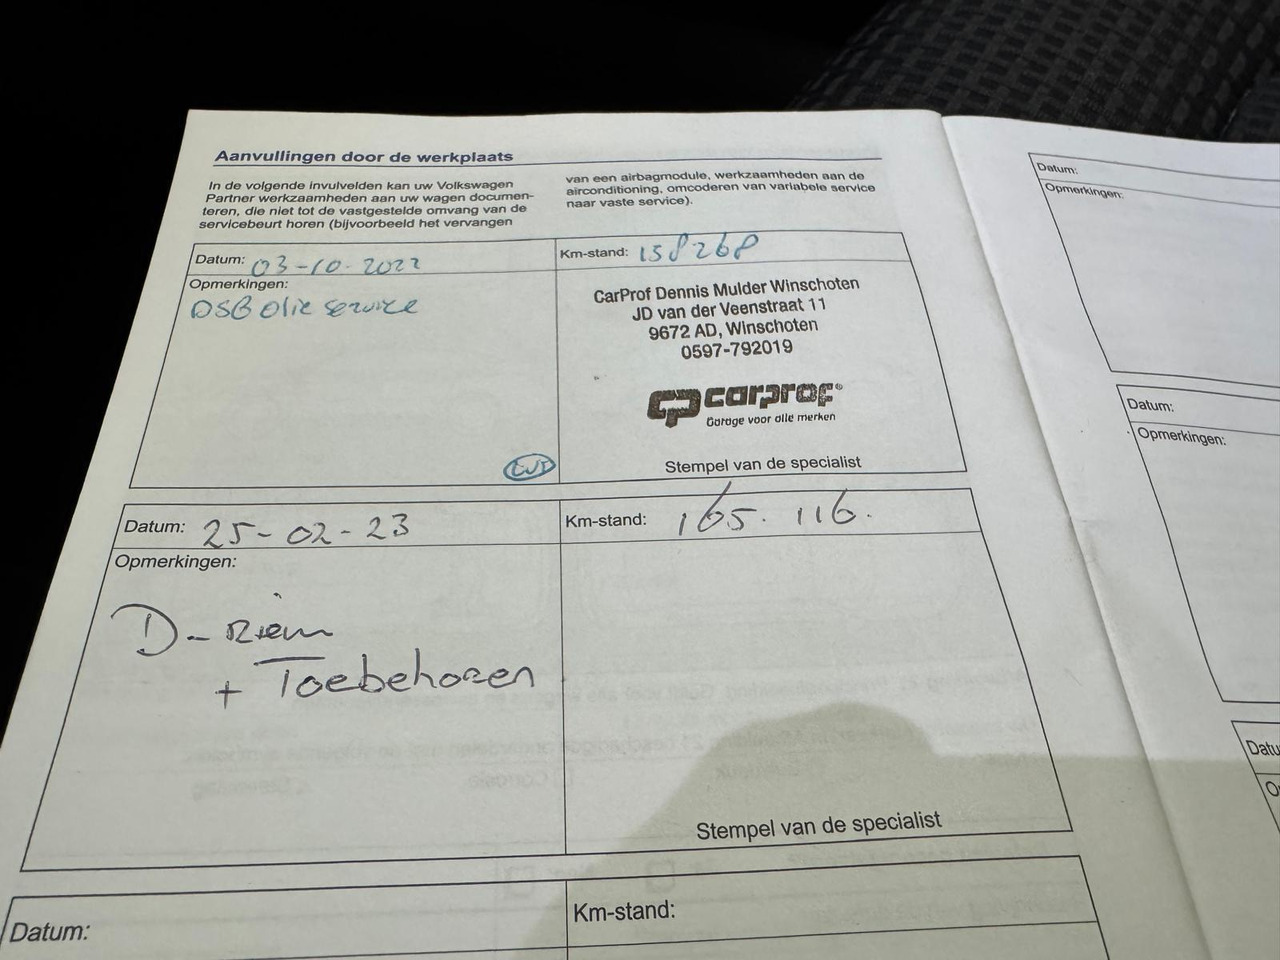 Aanvullingen door de werkplaats
In de volgende invulvelden kan uw Volkswagen
Partner werkzaamheden aan uw wagen documen-
teren, die niet tot de vastgestelde omvang van de
servicebeurt horen (bijvoorbeeld het vervangen
van een airbagmodule, werkzaamheden aan de
airconditioning, omcoderen van variabele service
naar vaste service).
Datum: 03-10-2022
Km-stand: 158268
Opmerkingen:
DSG olie service
CarProf Dennis Mulder Winschoten
JD van der Veenstraat 11
9672 AD, Winschoten
0597-792019
carprof
Garage voor alle merken
Stempel van de specialist
Datum: 25-02-23
Km-stand: 165.116.
Opmerkingen:
D-riem
+ Toebehoren
Stempel van de specialist
Datum:
Km-stand:
Datum:
Opmerkingen:
Datum:
Opmerkingen:
Datu
O